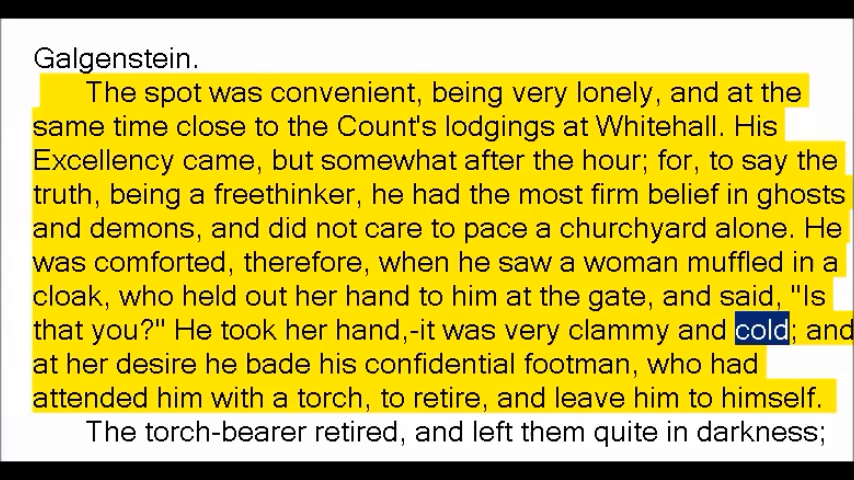 Galgenstein.
The spot was convenient, being very lonely, and at the
same time close to the Count's lodgings at Whitehall. His
Excellency came, but somewhat after the hour; for, to say the
truth, being a freethinker, he had the most firm belief in ghosts
and demons, and did not care to pace a churchyard alone. He
was comforted, therefore, when he saw a woman muffled in a
cloak, who held out her hand to him at the gate, and said, "Is
that you?" He took her hand,-it was very clammy and cold; and
at her desire he bade his confidential footman, who had
attended him with a torch, to retire, and leave him to himself.
The torch-bearer retired, and left them quite in darkness;